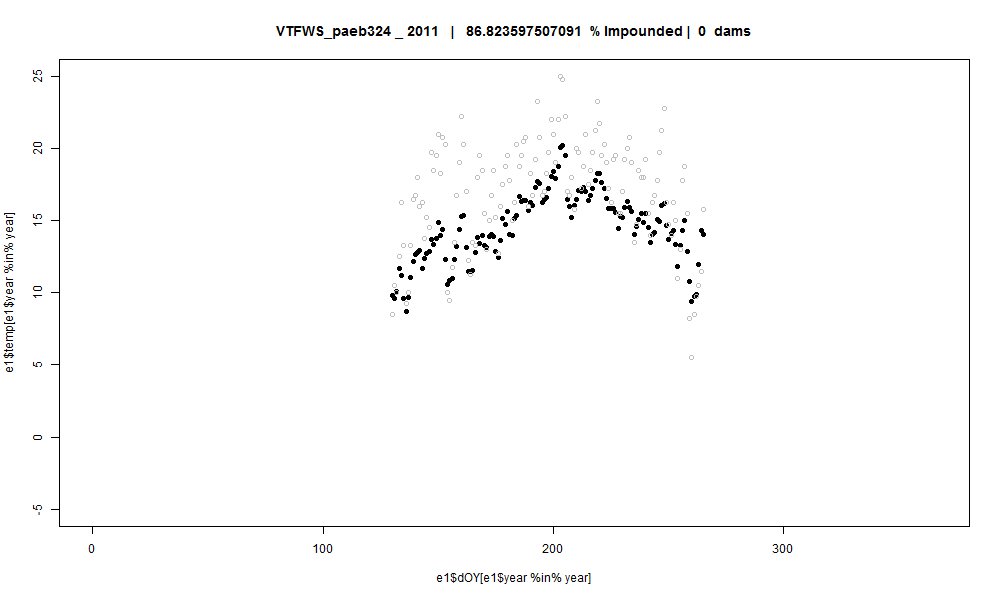 VTFWS_paeb324 _ 2011 | 86.823597507091 % Impounded | 0 dams
25
20
15
10
5
0
-5
e1$temp[e1$year %in% year]
0 100 200 300
e1$dOY[e1$year %in% year]